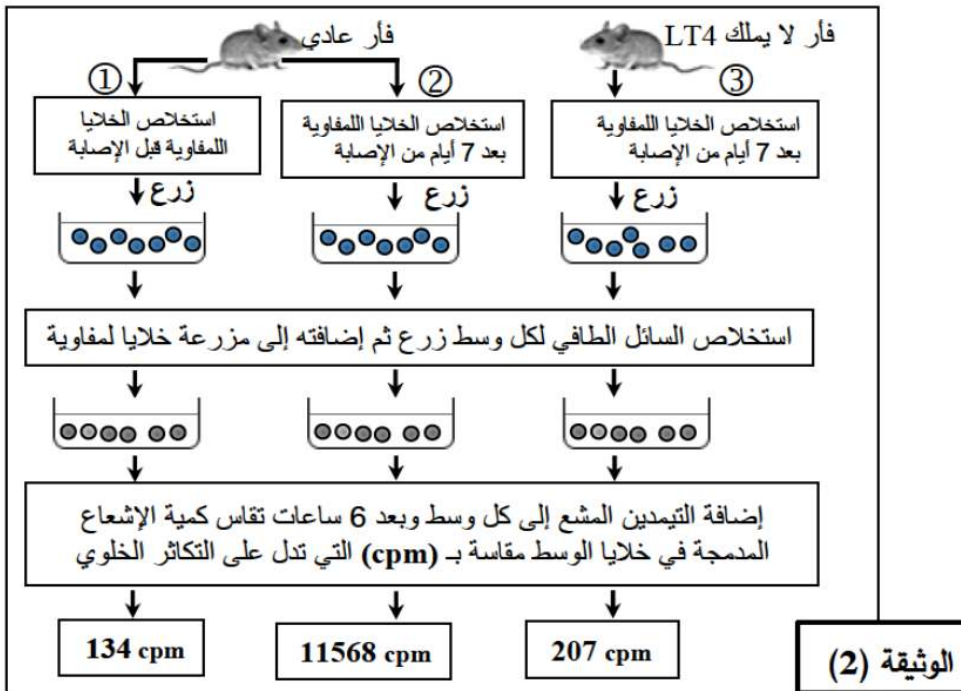 فأر عادي
فأر لا يملك LT4
①
②
③
استخلاص الخلايا
اللمفاوية قبل الإصابة
استخلاص الخلايا اللمفاوية
بعد 7 أيام من الإصابة
استخلاص الخلايا اللمفاوية
بعد 7 أيام من الإصابة
زرع
زرع
زرع
استخلاص السائل الطافي لكل وسط زرع ثم إضافته إلى مزرعة خلايا لمفاوية
إضافة التيمدين المشع إلى كل وسط وبعد 6 ساعات تقاس كمية الإشعاع
المدمجة في خلايا الوسط مقاسة بـ (cpm) التي تدل على التكاثر الخلوي
134 cpm
11568 cpm
207 cpm
الوثيقة (2)